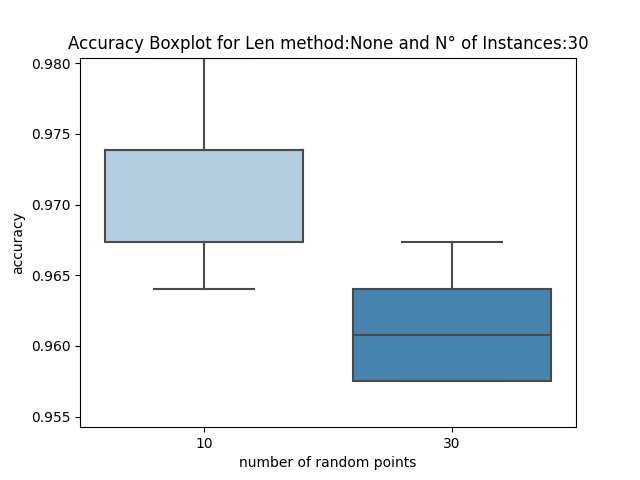 Accuracy Boxplot for Len method:None and N° of Instances:30
0.980
0.975
0.970
0.965
0.960
0.955
accuracy
10 30
number of random points